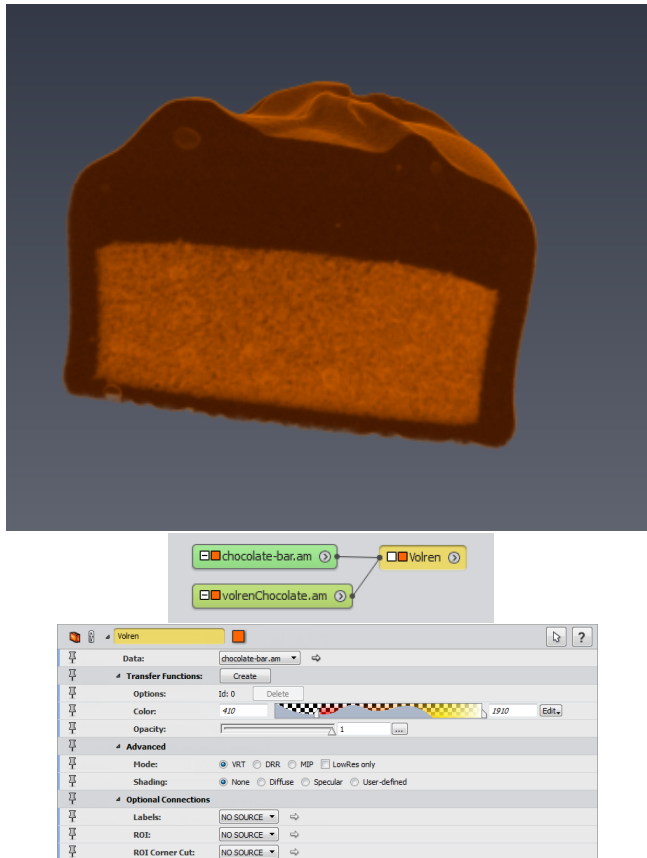 chocolate-bar.am
Volren
volrenChocolate.am
Volren ?
Data: chocolate-bar.am
Transfer Functions: Create
Options: Id: 0 Delete
Color: 410 1910 Edit
Opacity: 1 ...
Advanced
Mode: VRT DRR MIP LowRes only
Shading: None Diffuse Specular User-defined
Optional Connections
Labels: NO SOURCE
ROI: NO SOURCE
ROI Corner Cut: NO SOURCE